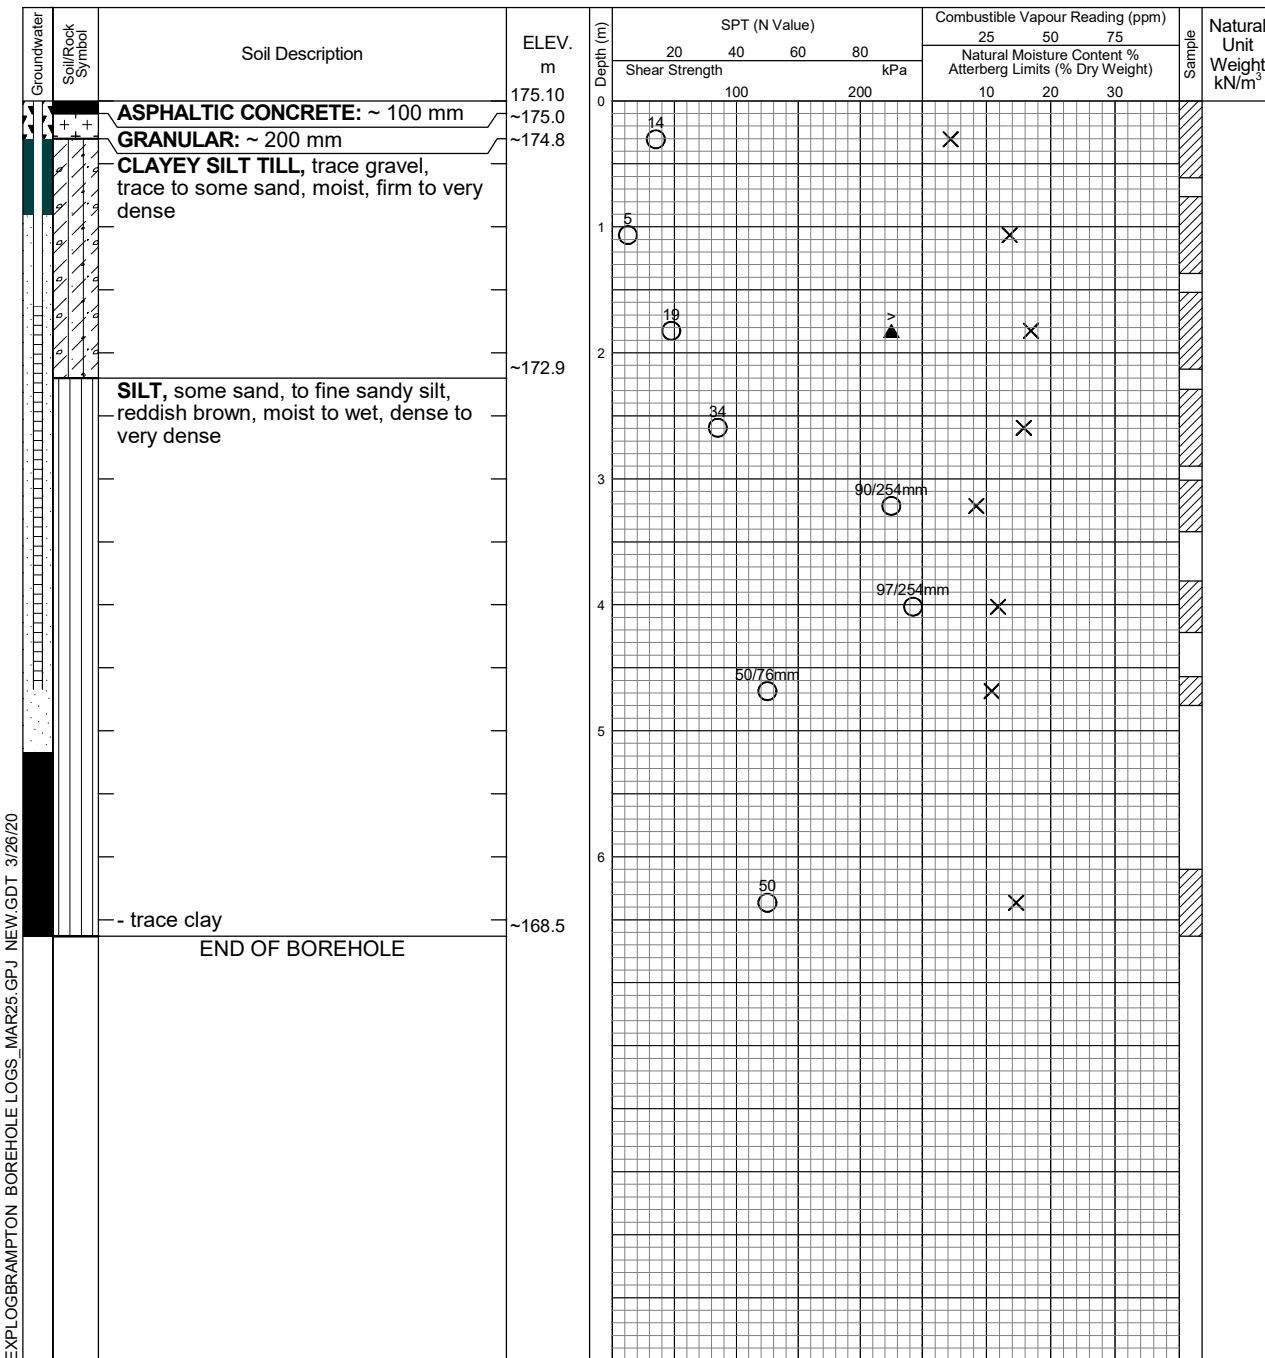 Groundwater
Soil/Rock
Symbol
Soil Description
ELEV.
m
Depth (m)
SPT (N Value)
20 40 60 80
Shear Strength kPa
100 200
Combustible Vapour Reading (ppm)
25 50 75
Natural Moisture Content %
Atterberg Limits (% Dry Weight)
10 20 30
Sample
Natural
Unit
Weight
kN/m3
175.10
0
ASPHALTIC CONCRETE: ~ 100 mm
~175.0
GRANULAR: ~ 200 mm
~174.8
CLAYEY SILT TILL, trace gravel,
trace to some sand, moist, firm to very
dense
14
5
1
19
>
2
~172.9
SILT, some sand, to fine sandy silt,
reddish brown, moist to wet, dense to
very dense
34
3
90/254mm
97/254mm
4
50/76mm
5
6
50
- trace clay
~168.5
END OF BOREHOLE
EXPLOGBRAMPTON BOREHOLE LOGS_MAR25.GPJ NEW.GDT 3/26/20